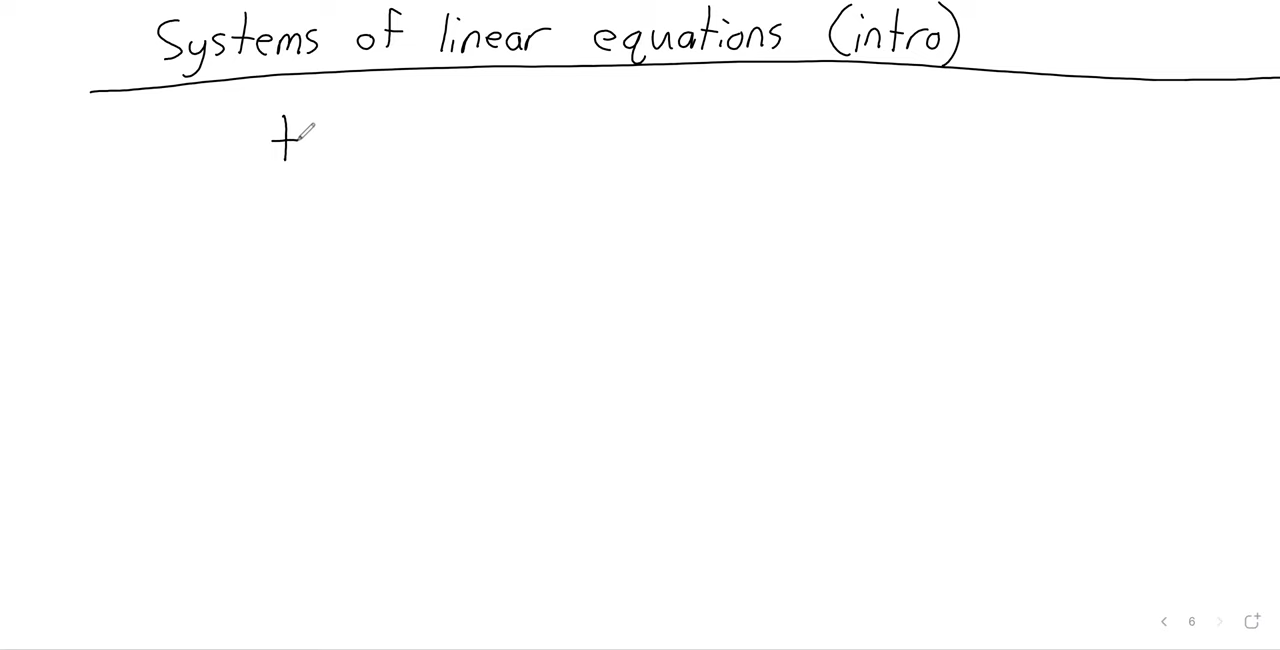 Systems of linear equations (intro)
+
6